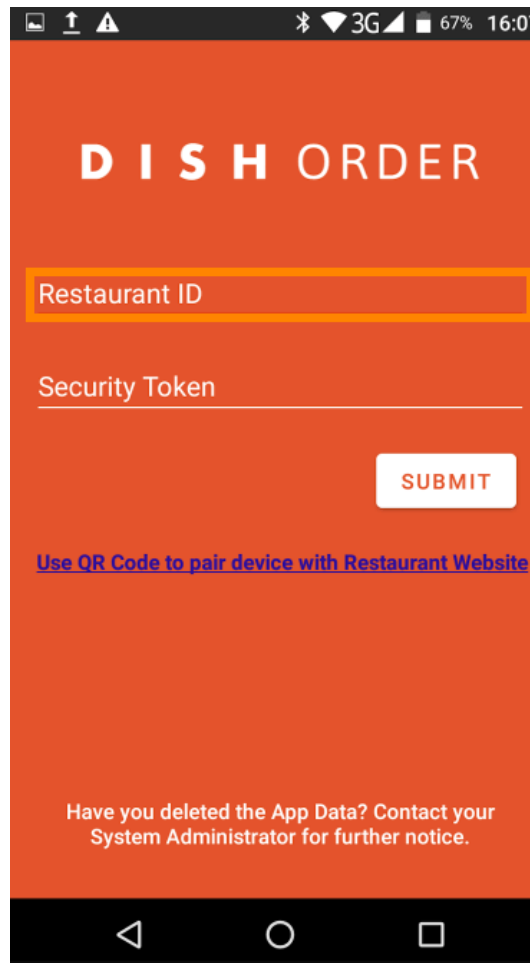 3G 67% 16:0
DISH ORDER
Restaurant ID
Security Token
SUBMIT
Use QR Code to pair device with Restaurant Website
Have you deleted the App Data? Contact your
System Administrator for further notice.